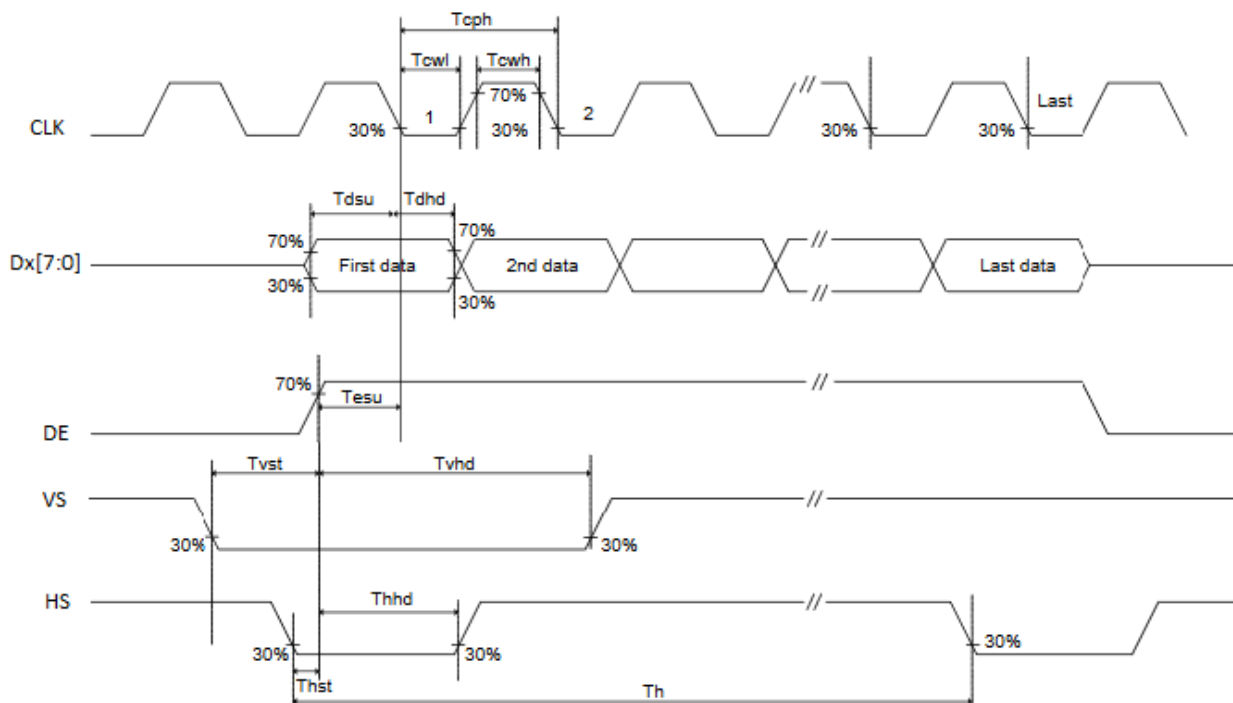 Tcph
Tcwl Tcwh
CLK 30% 1 70% 30% 2 // 30% 30% Last
Tdsu Tdhd
70% 70%
Dx[7:0] First data 2nd data // Last data
30% 30% //
70% //
Tesu
DE
Tvst Tvhd
VS //
30% 30%
HS Thhd //
30% 30% 30%
Thst Th